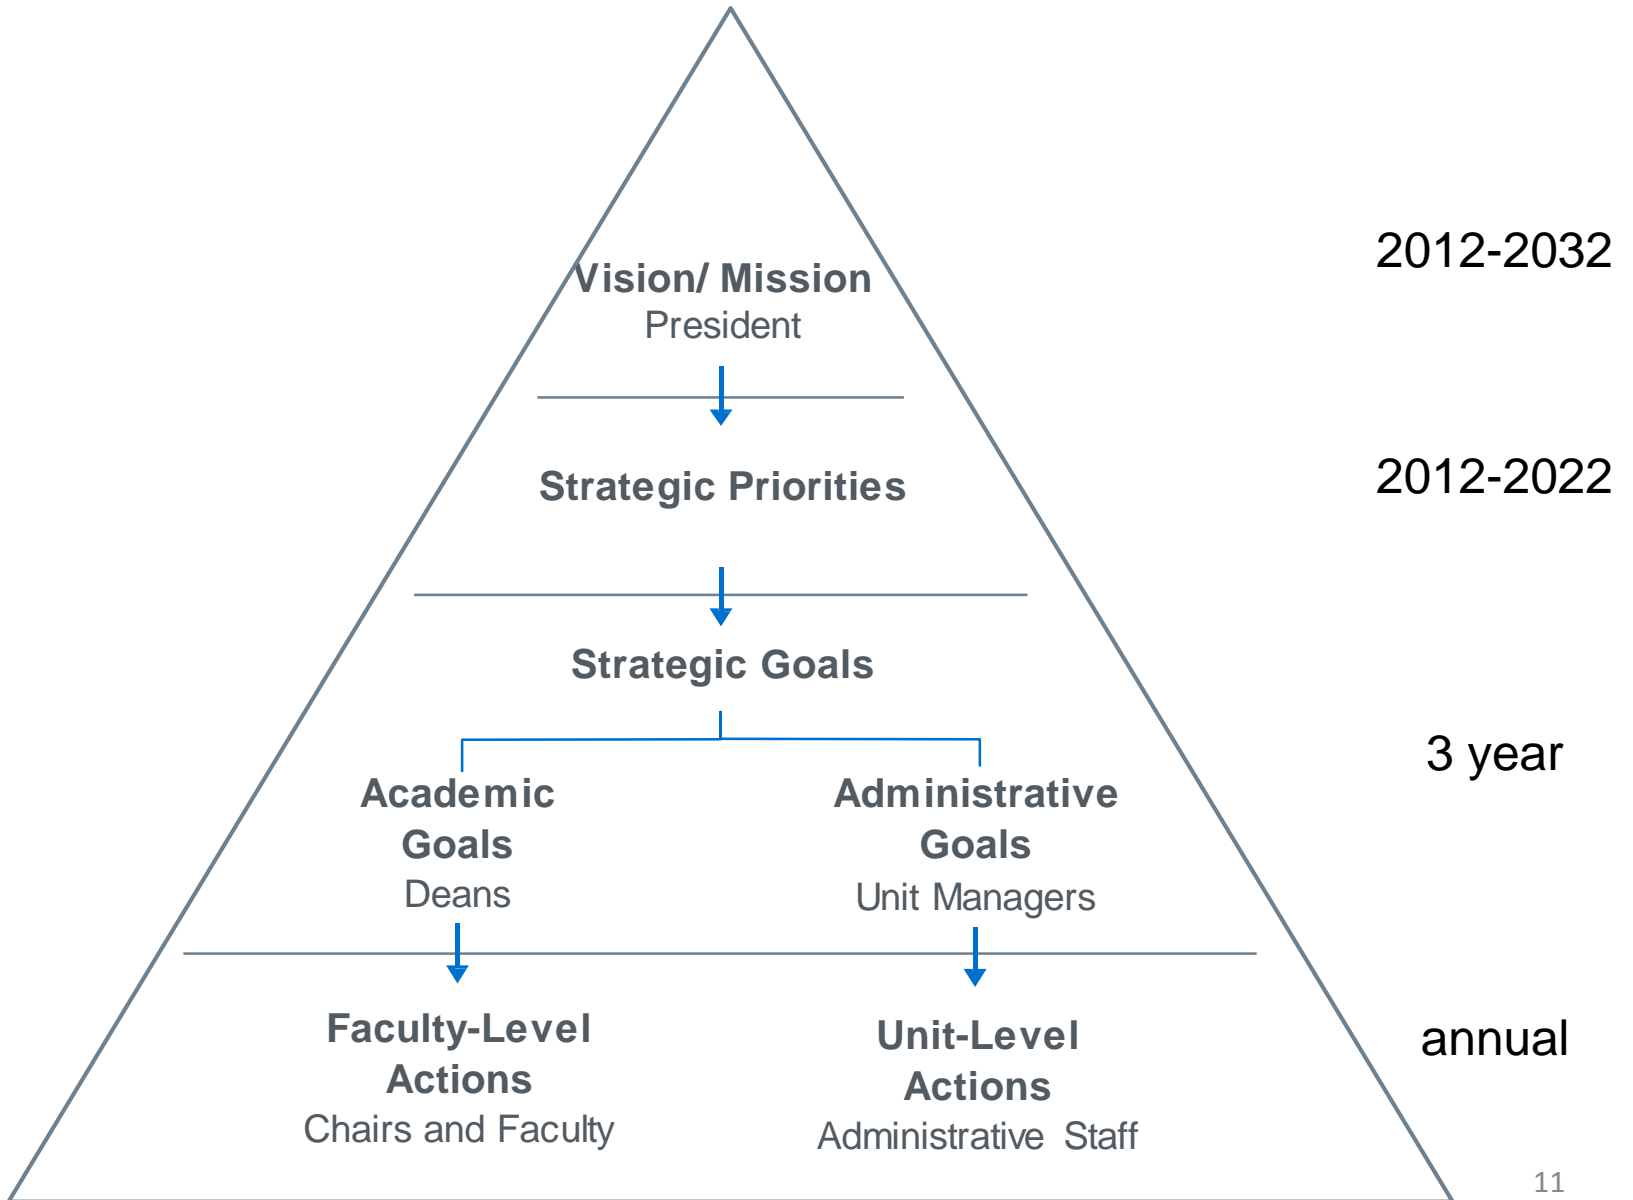 2012-2032
Vision/ Mission
President
2012-2022
Strategic Priorities
Strategic Goals
3 year
Academic
Goals
Deans
Administrative
Goals
Unit Managers
Faculty-Level
Actions
Chairs and Faculty
Unit-Level
Actions
Administrative Staff
annual
11